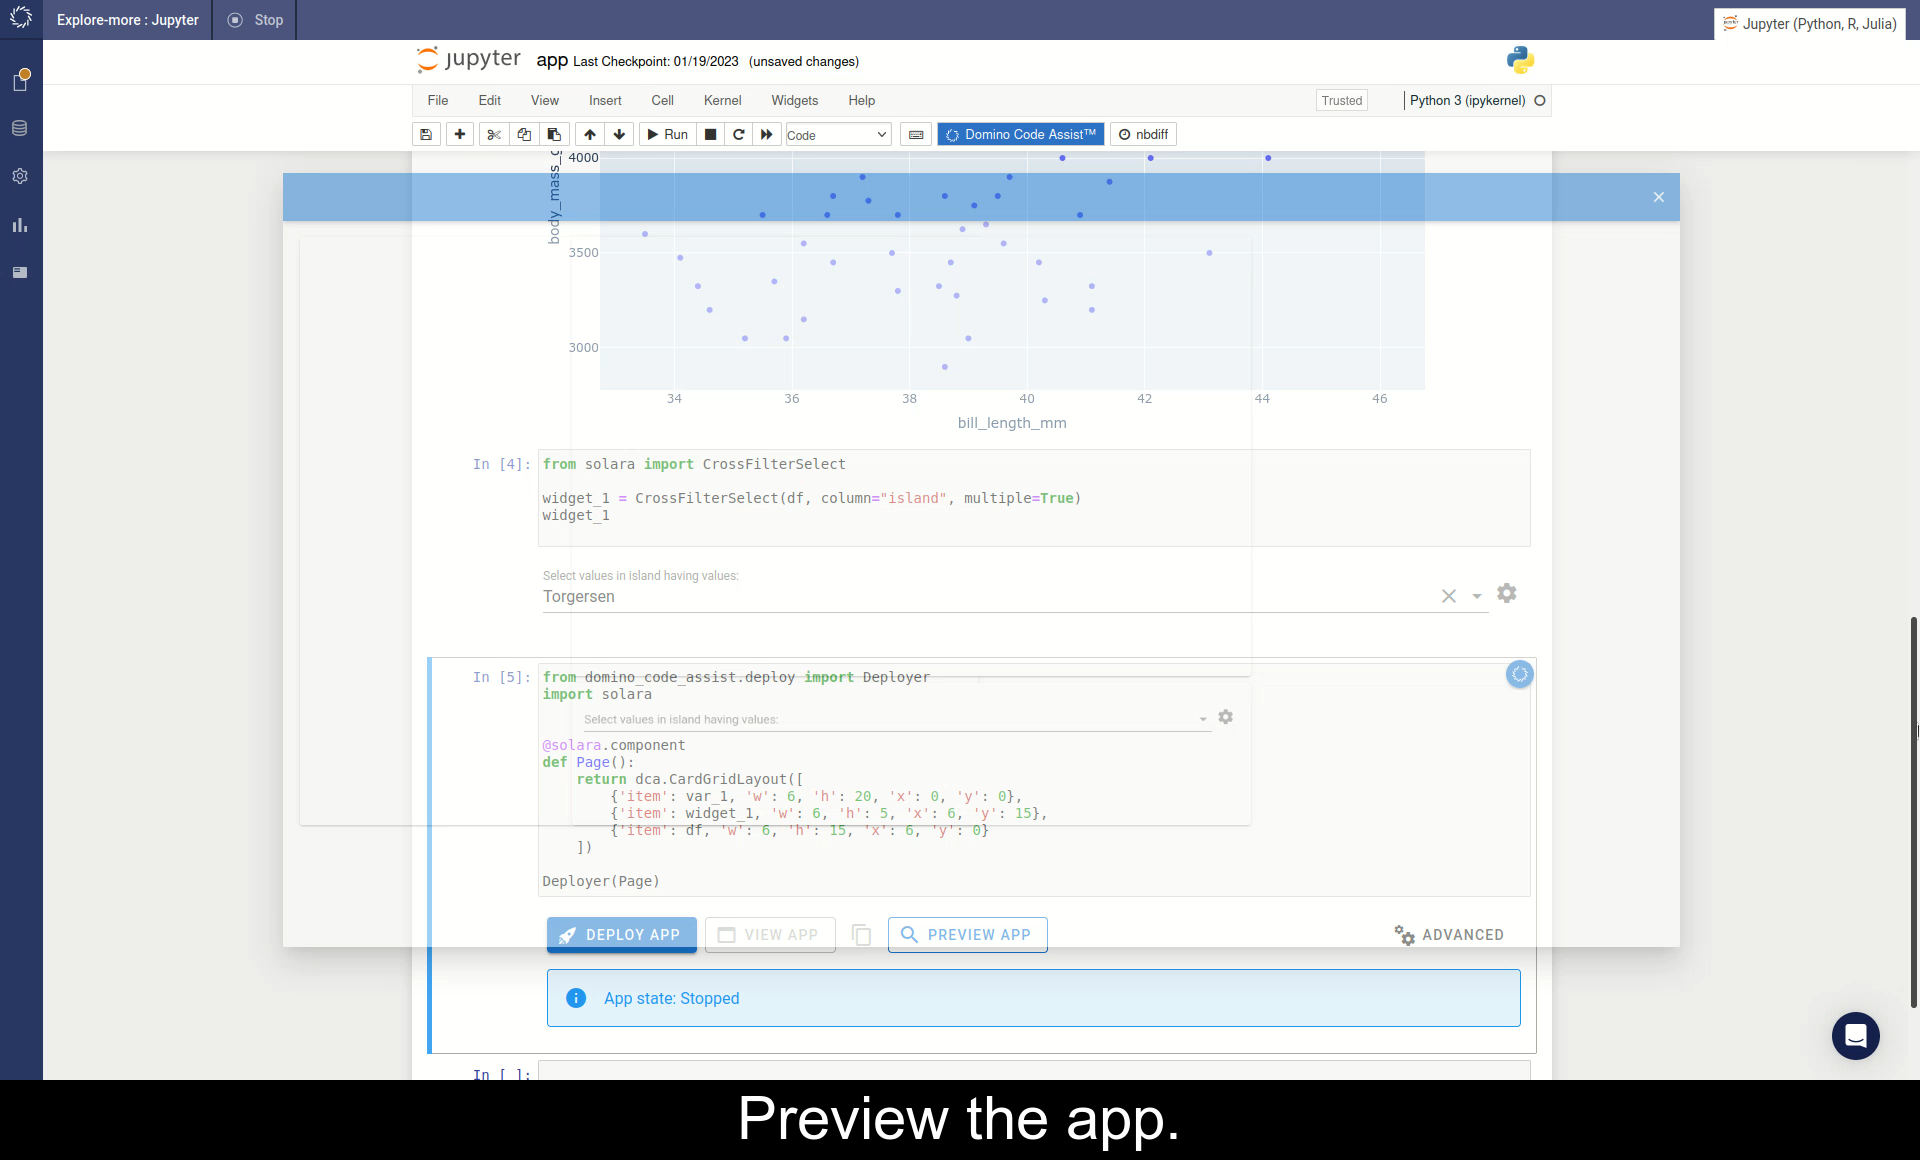 Explore-more : Jupyter
Stop
Jupyter (Python, R, Julia)
jupyter
app Last Checkpoint: 01/19/2023 (unsaved changes)
File Edit View Insert Cell Kernel Widgets Help
Trusted
Python 3 (ipykernel)
Run
Code
Domino Code Assist™
nbdiff
4000
3500
3000
34 36 38 40 42 44 46
bill_length_mm
In [4]:
from solara import CrossFilterSelect
widget_1 = CrossFilterSelect(df, column="island", multiple=True)
widget_1
Select values in island having values:
Torgersen
In [5]:
from domino_code_assist.deploy import Deployer
import solara
Select values in island having values:
@solara.component
def Page():
    return dca.CardGridLayout([
        {'item': var_1, 'w': 6, 'h': 20, 'x': 0, 'y': 0},
        {'item': widget_1, 'w': 6, 'h': 5, 'x': 6, 'y': 15},
        {'item': df, 'w': 6, 'h': 15, 'x': 6, 'y': 0}
    ])
Deployer(Page)
DEPLOY APP
VIEW APP
PREVIEW APP
ADVANCED
App state: Stopped
In [ ]:
Preview the app.